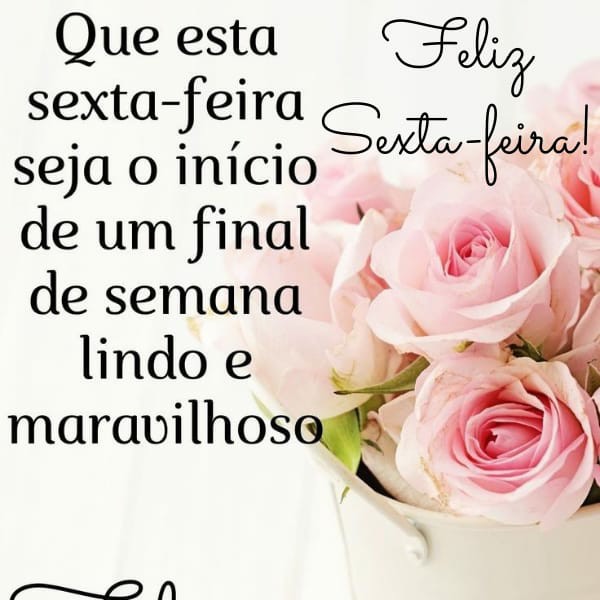 Que esta
sexta-feira
seja o início
de um final
de semana
lindo e
maravilhoso
Feliz
Sexta-feira!